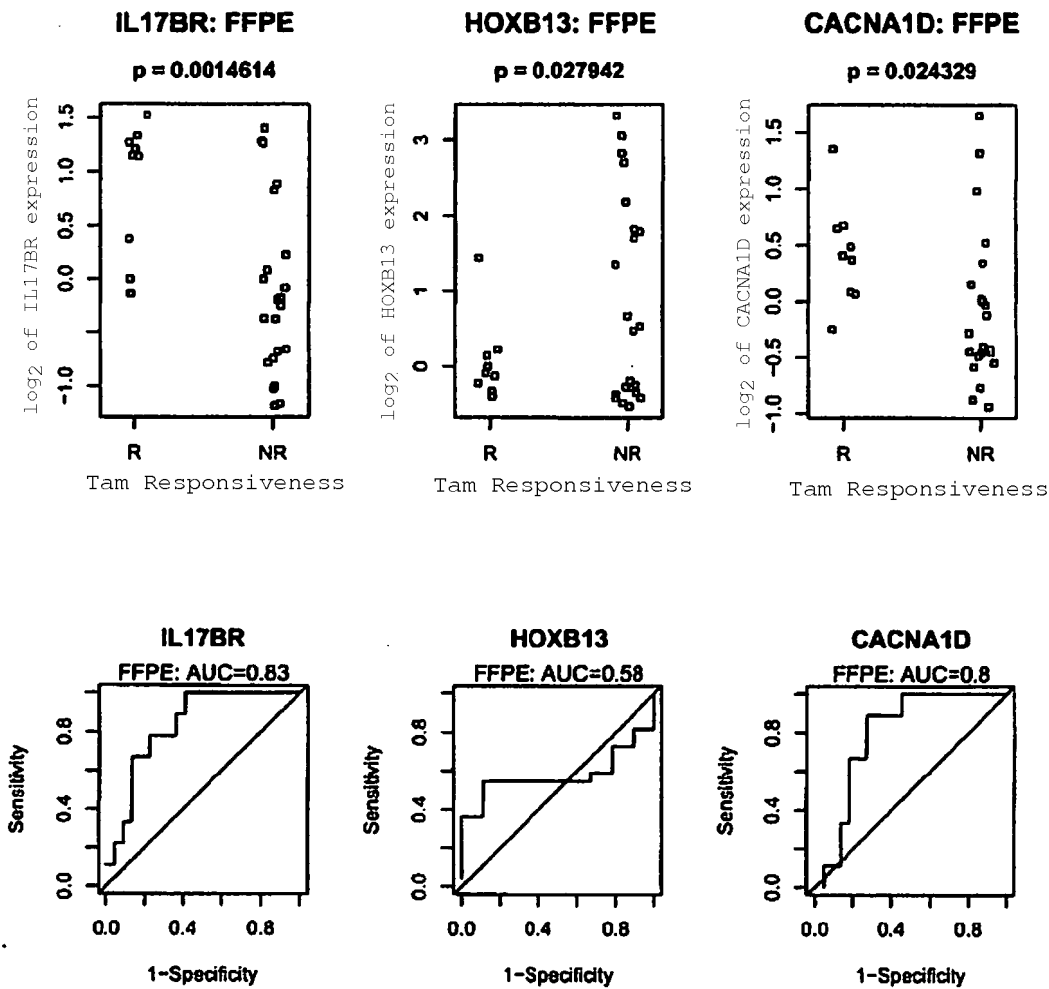 IL17BR: FFPE
p = 0.0014614
log2 of IL17BR expression
1.5
1.0
0.5
0.0
-1.0
R
NR
Tam Responsiveness
HOXB13: FFPE
p = 0.027942
log2 of HOXB13 expression
3
2
1
0
R
NR
Tam Responsiveness
CACNA1D: FFPE
p = 0.024329
log2 of CACNA1D expression
1.5
1.0
0.5
0.0
-0.5
-1.0
R
NR
Tam Responsiveness
IL17BR
FFPE: AUC=0.83
Sensitivity
0.8
0.4
0.0
0.0
0.4
0.8
1-Specificity
HOXB13
FFPE: AUC=0.58
Sensitivity
0.8
0.4
0.0
0.0
0.4
0.8
1-Specificity
CACNA1D
FFPE: AUC=0.8
Sensitivity
0.8
0.4
0.0
0.0
0.4
0.8
1-Specificity